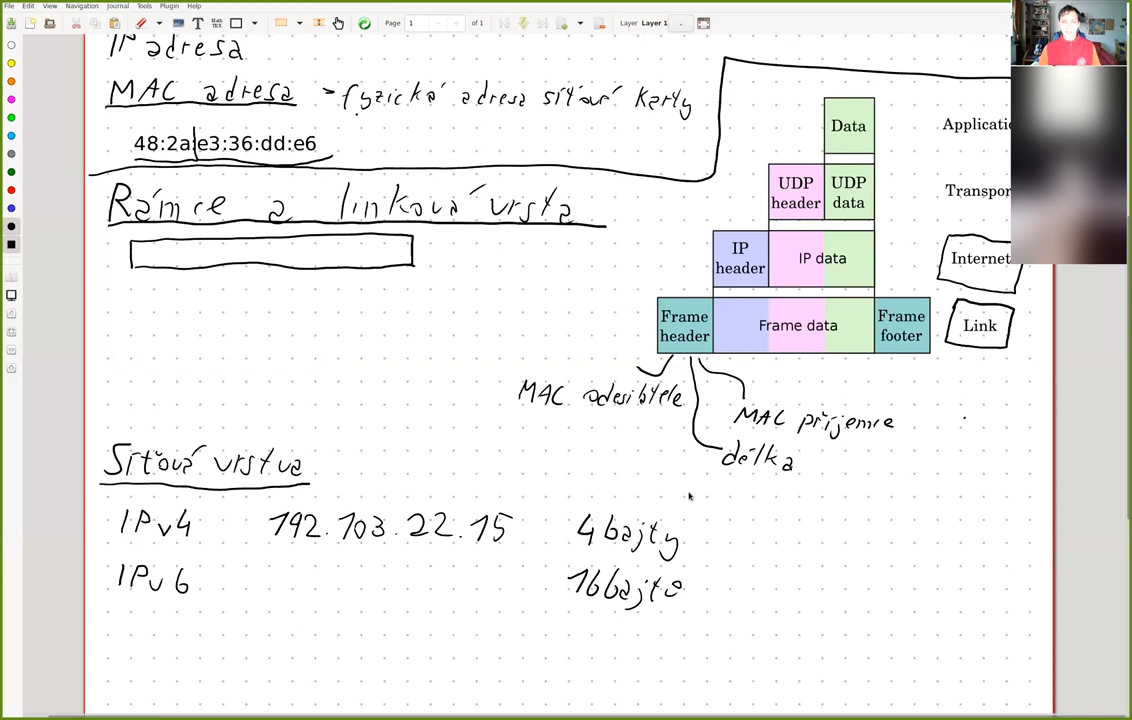 File Edit View Navigation Journal Tools Plugin Help
Page 1 of 1 Layer Layer 1
IP adresa
MAC adresa - fyzická adresa síťové karty
48:2a:e3:36:dd:e6
Rámce a linková vrstva
Data
Applicatio
UDP header
UDP data
Transpor
IP header
IP data
Internet
Frame header
Frame data
Frame footer
Link
MAC odesilatele
MAC příjemce
délka
Síťová vrstva
IPv4 192.103.22.15 4 bajty
IPv6 16 bajtů